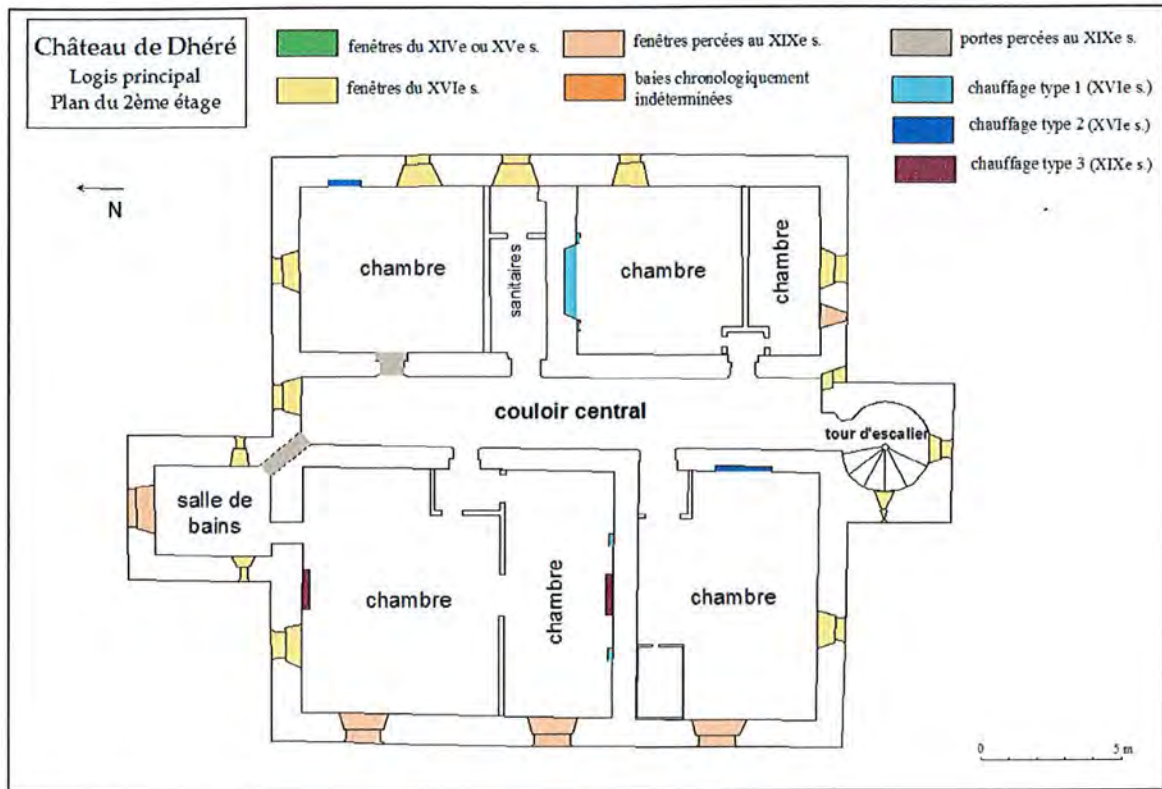 Château de Dhéré
Logis principal
Plan du 2ème étage
fenêtres du XIVe ou XVe s.
fenêtres du XVIe s.
fenêtres percées au XIXe s.
baies chronologiquement
indéterminées
portes percées au XIXe s.
chauffage type 1 (XVIe s.)
chauffage type 2 (XVIe s.)
chauffage type 3 (XIXe s.)
N
chambre
sanitaires
chambre
chambre
couloir central
tour d'escalier
salle de
bains
chambre
chambre
chambre
0
5 m